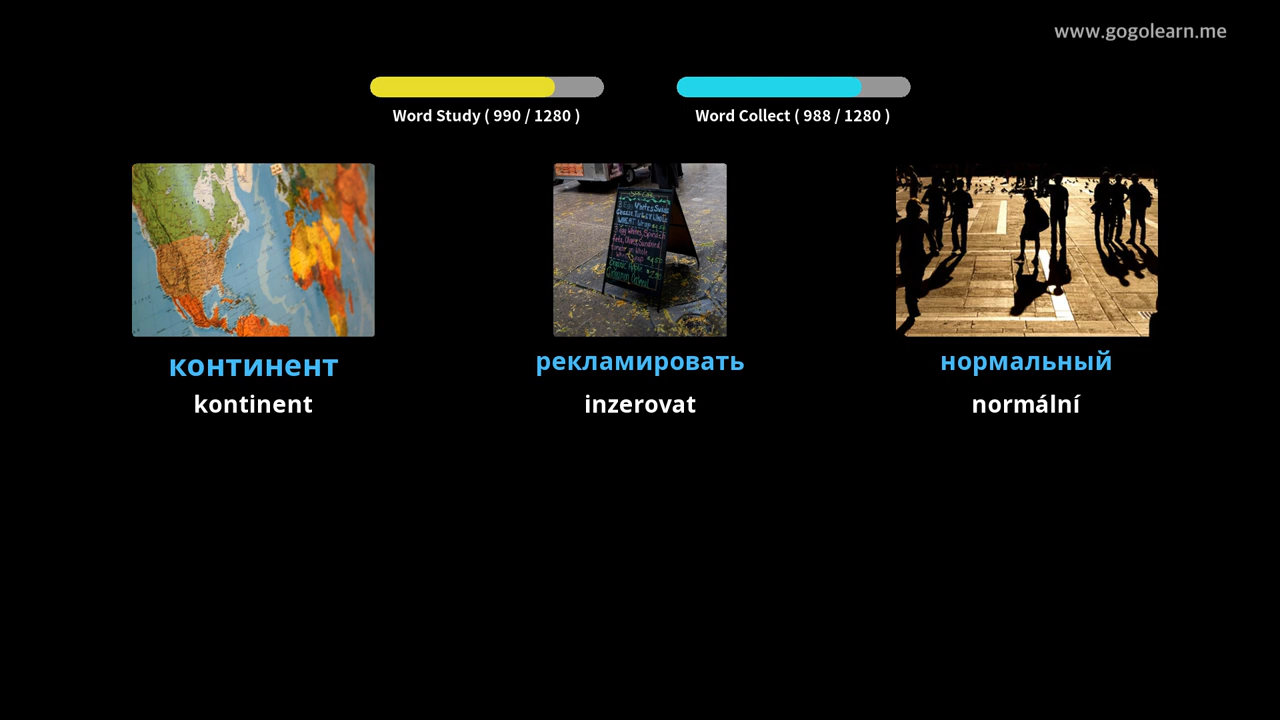 www.gogolearn.me
Word Study ( 990 / 1280 )
Word Collect ( 988 / 1280 )
континент
рекламировать
нормальный
kontinent
inzerovat
normální